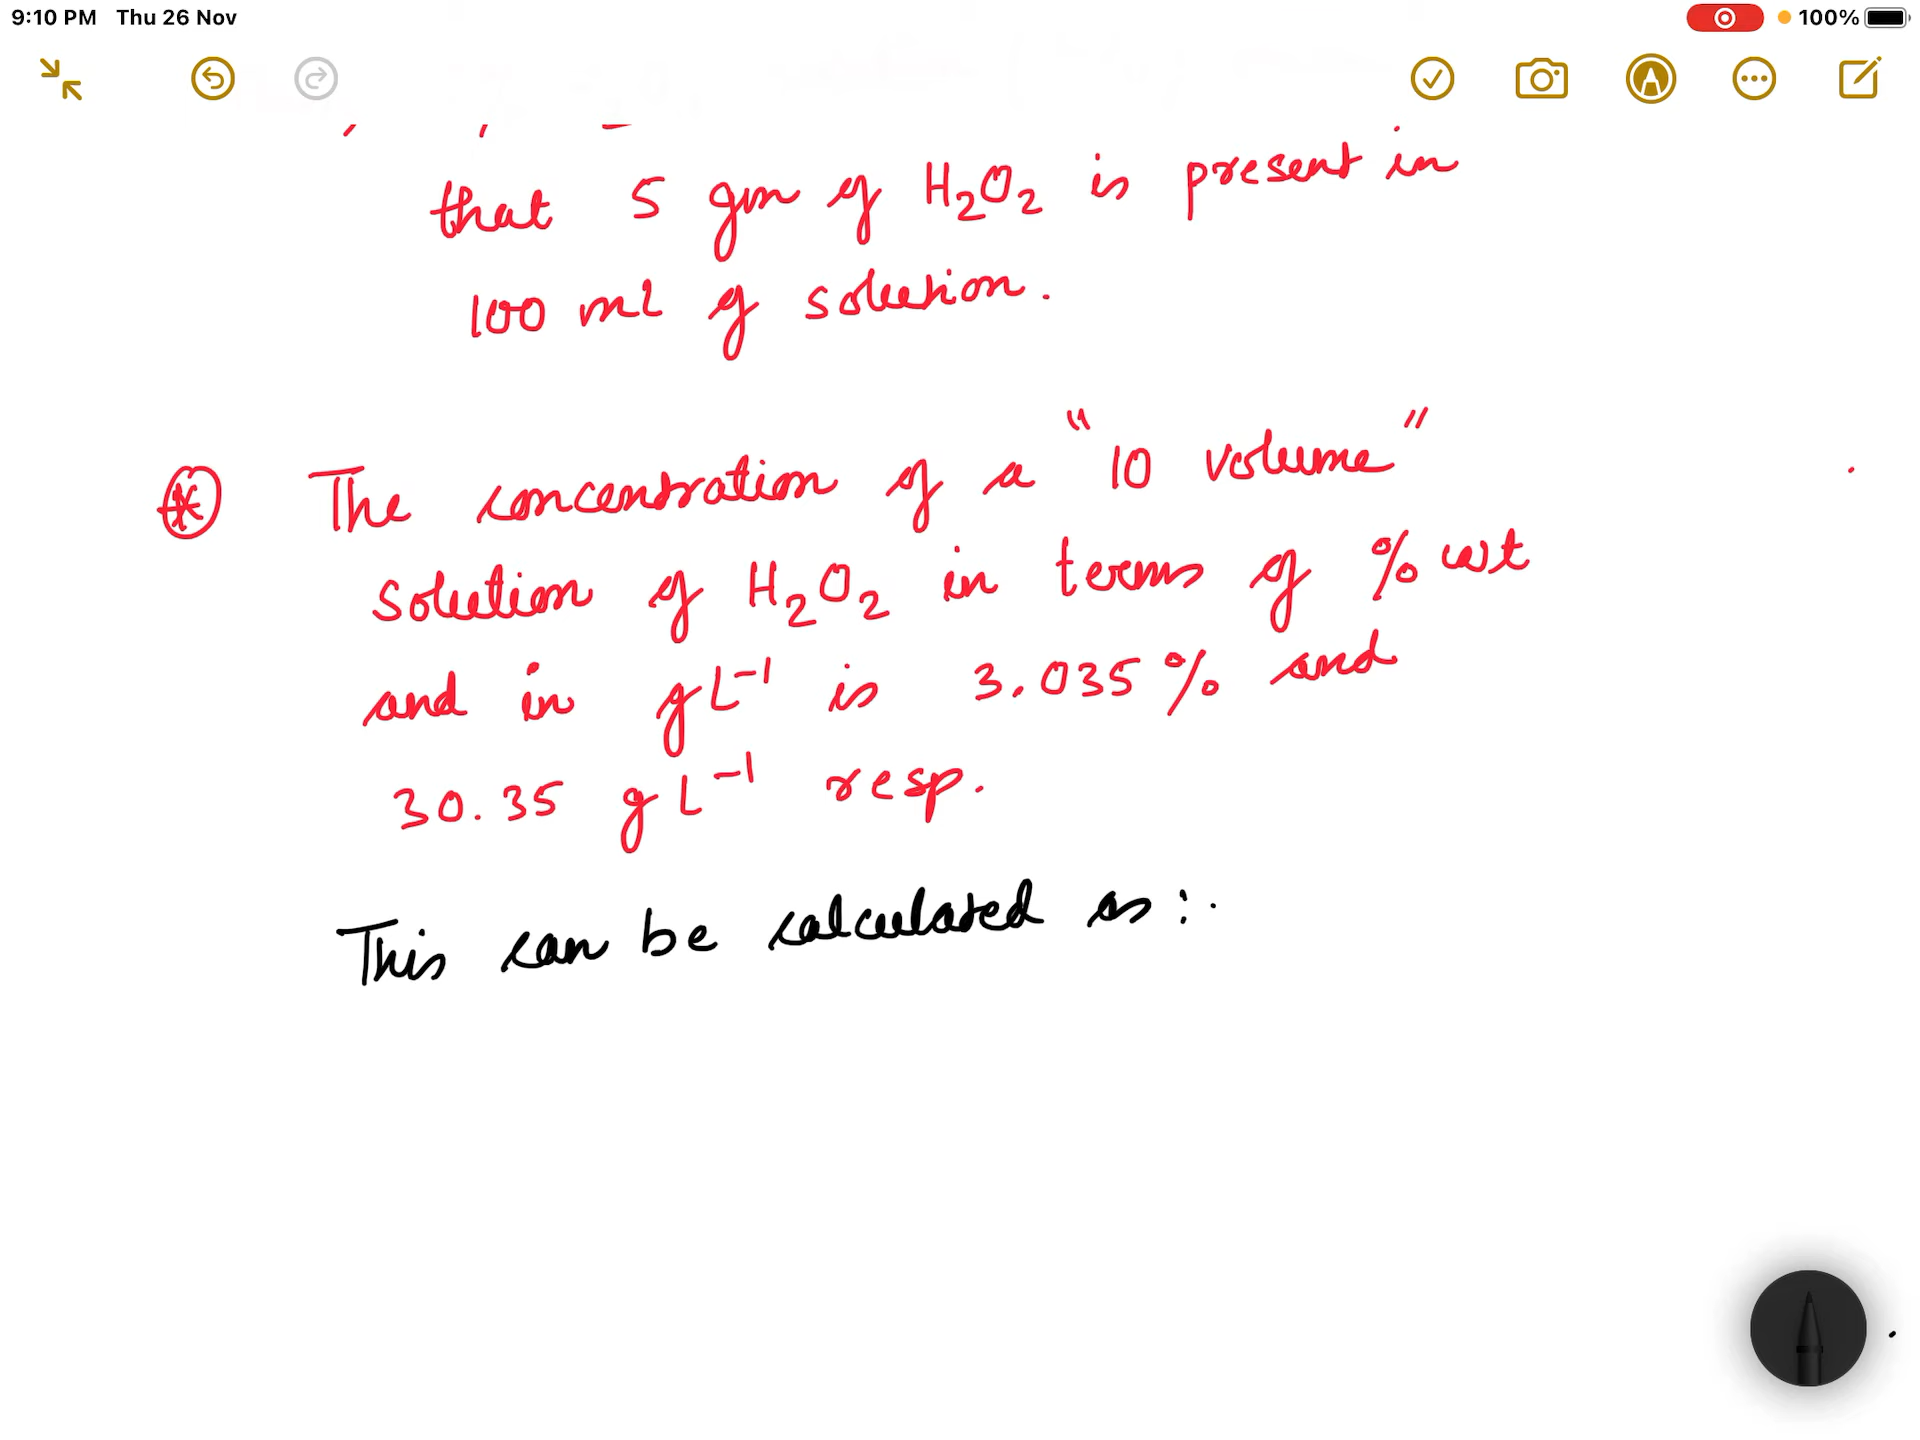 9:10 PM Thu 26 Nov 100%
that 5 gm of H₂O₂ is present in
100 ml of solution.
The concentration of a "10 volume"
solution of H₂O₂ in terms of % wt
and in gL⁻¹ is 3.035% and
30.35 gL⁻¹ resp.
This can be calculated as:.